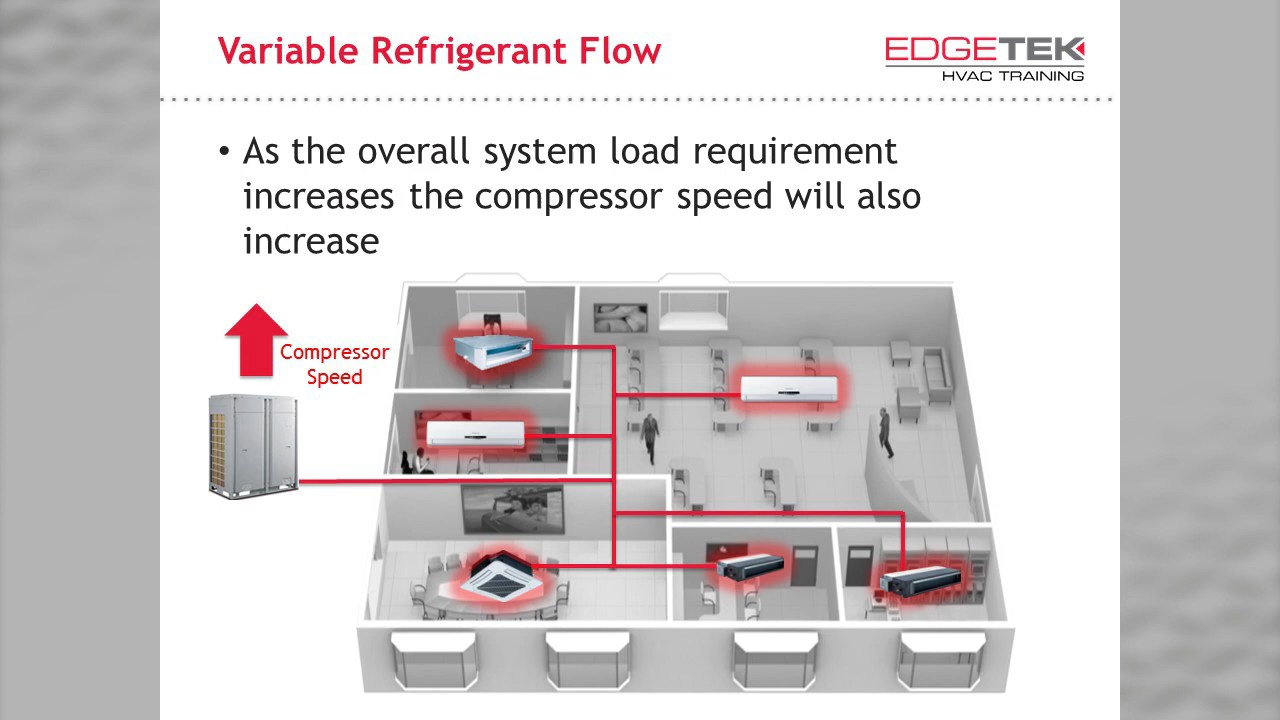 Variable Refrigerant Flow
EDGETEK
HVAC TRAINING
• As the overall system load requirement
increases the compressor speed will also
increase
Compressor
Speed